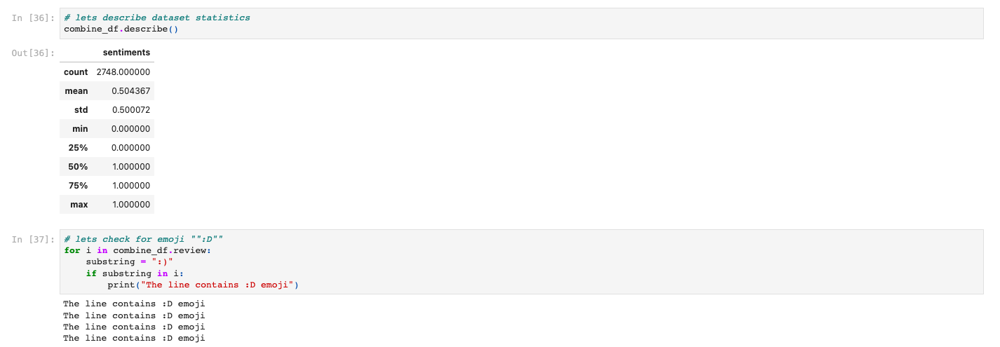 In [36]: # lets describe dataset statistics
combine_df.describe()
Out[36]: sentiments
count 2748.000000
mean 0.504367
std 0.500072
min 0.000000
25% 0.000000
50% 1.000000
75% 1.000000
max 1.000000
In [37]: # lets check for emoji "":D""
for i in combine_df.review:
    substring = ":)"
    if substring in i:
        print("The line contains :D emoji")
The line contains :D emoji
The line contains :D emoji
The line contains :D emoji
The line contains :D emoji